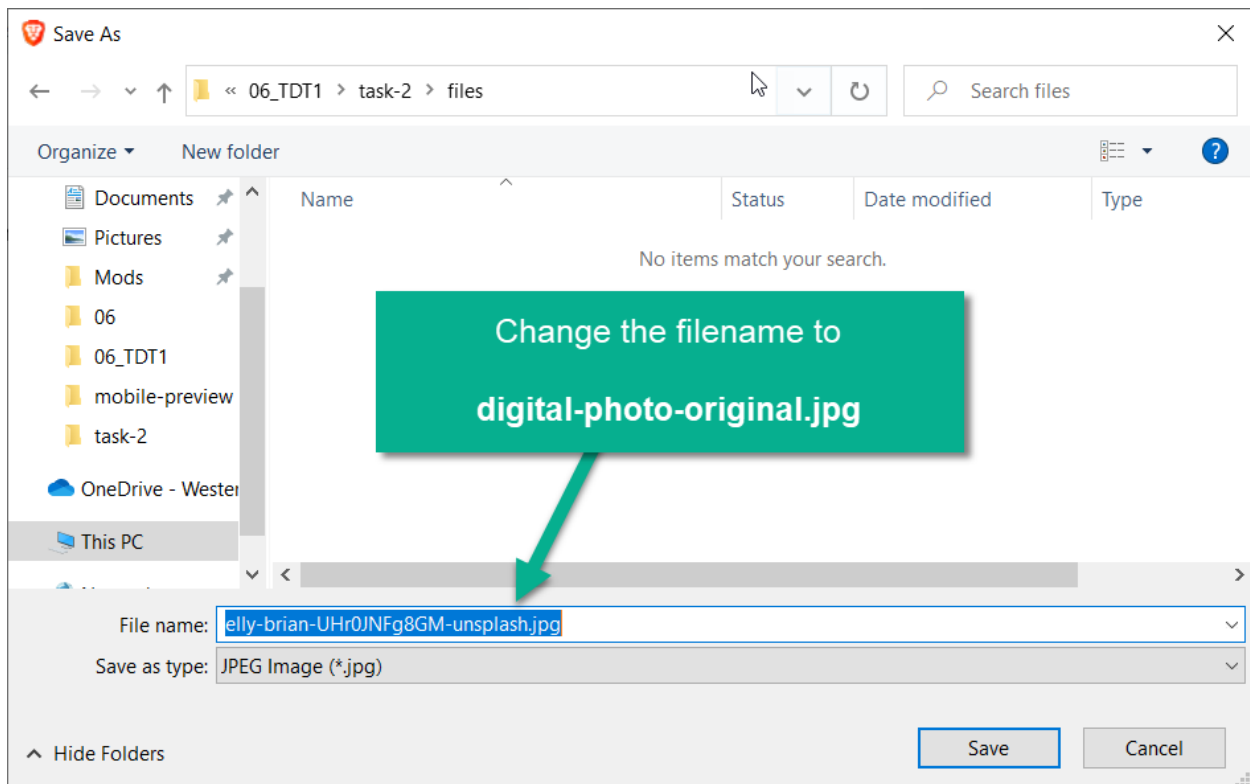 Save As
« 06_TDT1 > task-2 > files
Search files
Organize
New folder
Documents
Pictures
Mods
06
06_TDT1
mobile-preview
task-2
OneDrive - Wester
This PC
Name
Status
Date modified
Type
No items match your search.
Change the filename to
digital-photo-original.jpg
File name: elly-brian-UHr0JNFg8GM-unsplash.jpg
Save as type: JPEG Image (*.jpg)
Hide Folders
Save
Cancel